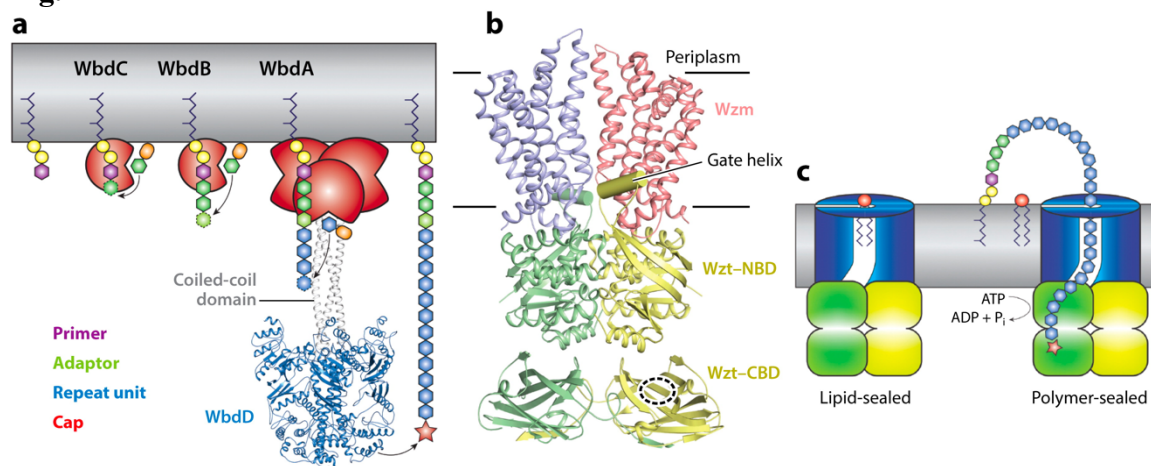 a
WbdC
WbdB
WbdA
Coiled-coil
domain
Primer
Adaptor
Repeat unit
Cap
WbdD
b
Periplasm
Wzm
Gate helix
Wzt–NBD
Wzt–CBD
c
ATP
ADP + Pi
Lipid-sealed
Polymer-sealed